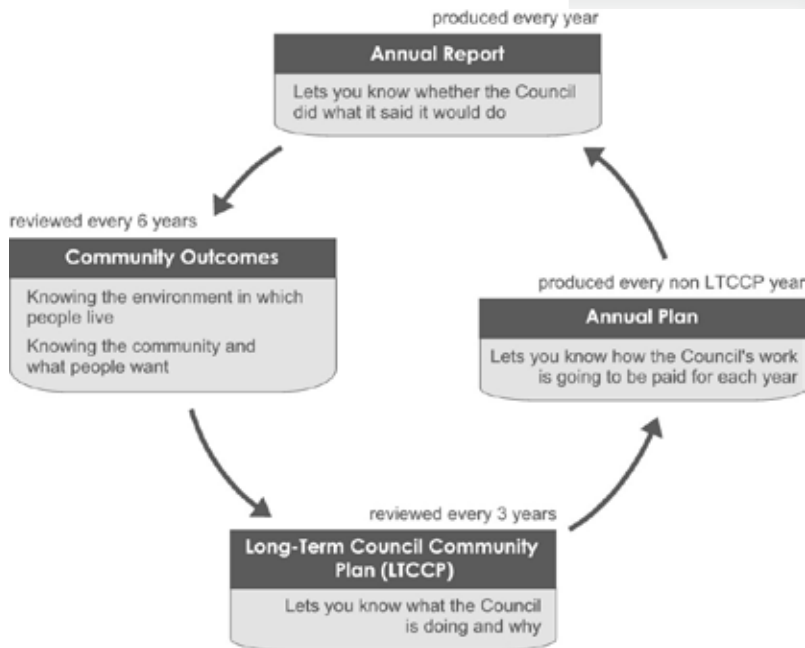 produced every year
Annual Report
Lets you know whether the Council
did what it said it would do
reviewed every 6 years
Community Outcomes
Knowing the environment in which
people live
Knowing the community and
what people want
produced every non LTCCP year
Annual Plan
Lets you know how the Council's work
is going to be paid for each year
reviewed every 3 years
Long-Term Council Community
Plan (LTCCP)
Lets you know what the Council
is doing and why